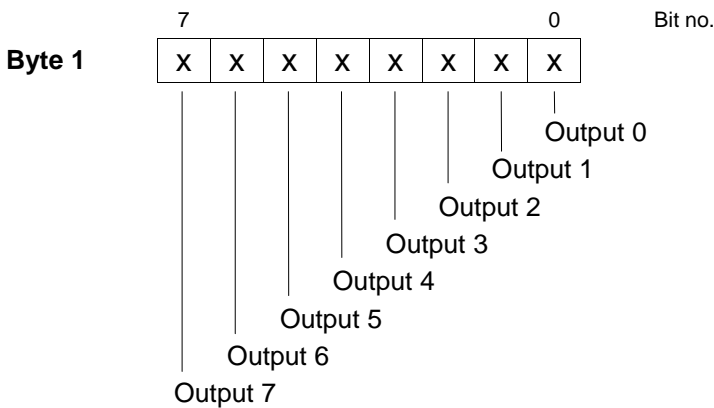 7 0 Bit no.
Byte 1 x x x x x x x x
Output 0
Output 1
Output 2
Output 3
Output 4
Output 5
Output 6
Output 7